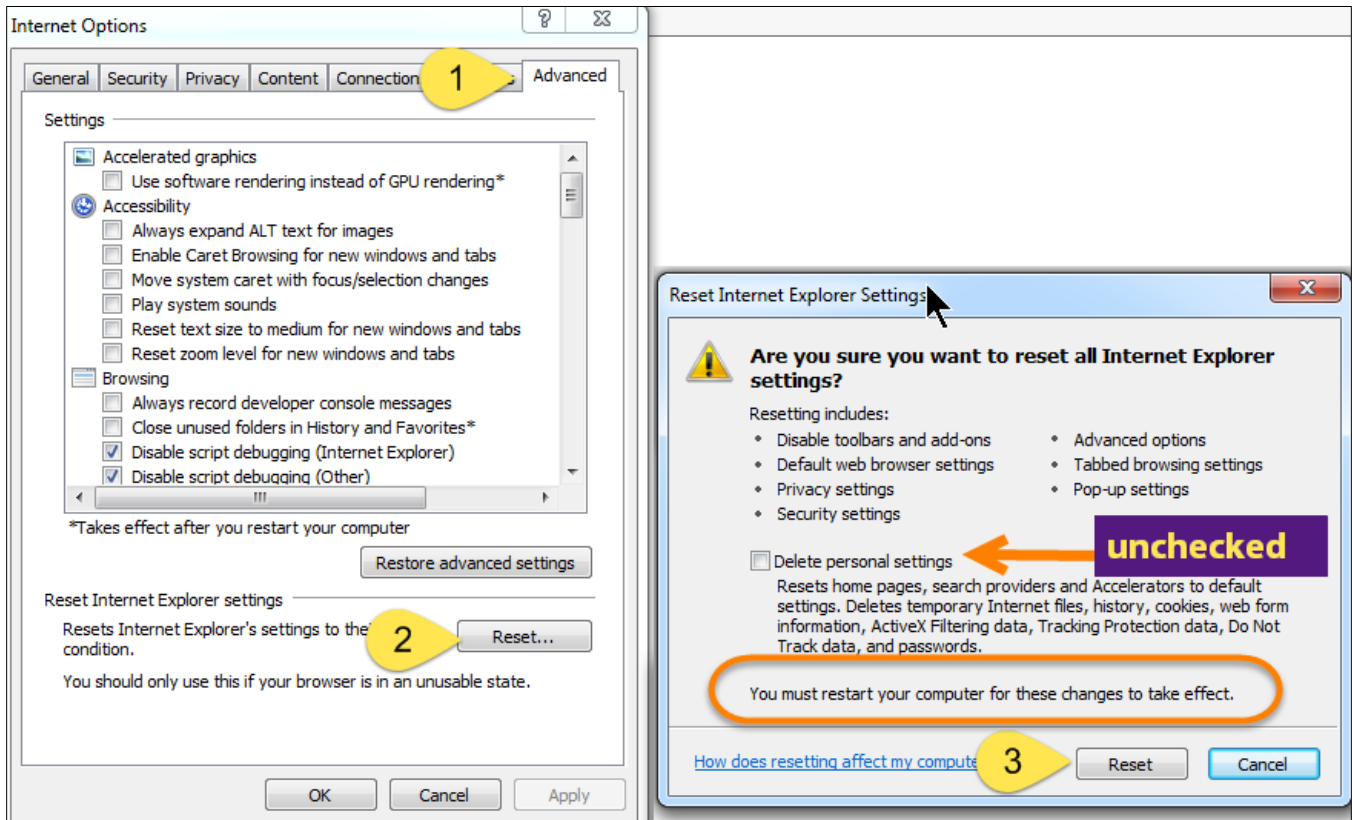 Internet Options
General Security Privacy Content Connection 1 s Advanced
Settings
Accelerated graphics
Use software rendering instead of GPU rendering*
Accessibility
Always expand ALT text for images
Enable Caret Browsing for new windows and tabs
Move system caret with focus/selection changes
Play system sounds
Reset text size to medium for new windows and tabs
Reset zoom level for new windows and tabs
Browsing
Always record developer console messages
Close unused folders in History and Favorites*
Disable script debugging (Internet Explorer)
Disable script debugging (Other)
*Takes effect after you restart your computer
Restore advanced settings
Reset Internet Explorer settings
Resets Internet Explorer's settings to
condition.
2
Reset...
You should only use this if your browser is in an unusable state.
OK Cancel Apply
Reset Internet Explorer Settings
Are you sure you want to reset all Internet Explorer
settings?
Resetting includes:
• Disable toolbars and add-ons
• Default web browser settings
• Privacy settings
• Security settings
• Advanced options
• Tabbed browsing settings
• Pop-up settings
unchecked
Delete personal settings
Resets home pages, search providers and Accelerators to default
settings. Deletes temporary Internet files, history, cookies, web form
information, ActiveX Filtering data, Tracking Protection data, Do Not
Track data, and passwords.
You must restart your computer for these changes to take effect.
How does resetting affect my compute
3
Reset Cancel